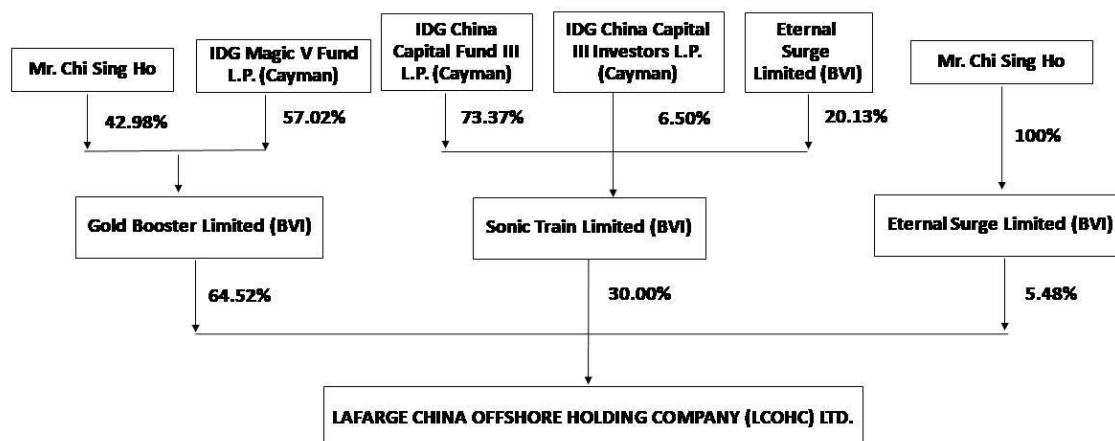 Mr. Chi Sing Ho
IDG Magic V Fund
L.P. (Cayman)
IDG China
Capital Fund III
L.P. (Cayman)
IDG China Capital
III Investors L.P.
(Cayman)
Eternal
Surge
Limited (BVI)
Mr. Chi Sing Ho
42.98%
57.02%
73.37%
6.50%
20.13%
100%
Gold Booster Limited (BVI)
Sonic Train Limited (BVI)
Eternal Surge Limited (BVI)
64.52%
30.00%
5.48%
LAFARGE CHINA OFFSHORE HOLDING COMPANY (LCOHC) LTD.